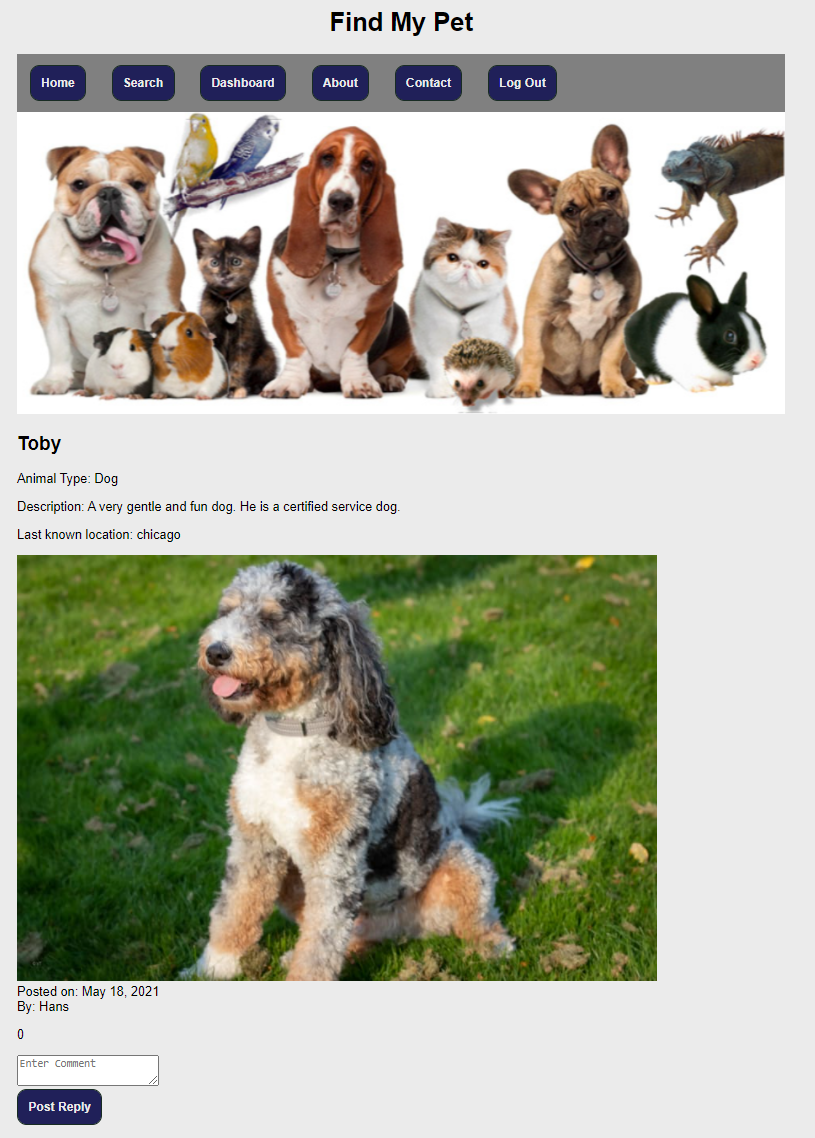 Find My Pet
Home Search Dashboard About Contact Log Out
Toby
Animal Type: Dog
Description: A very gentle and fun dog. He is a certified service dog.
Last known location: chicago
Posted on: May 18, 2021
By: Hans
0
Enter Comment
Post Reply